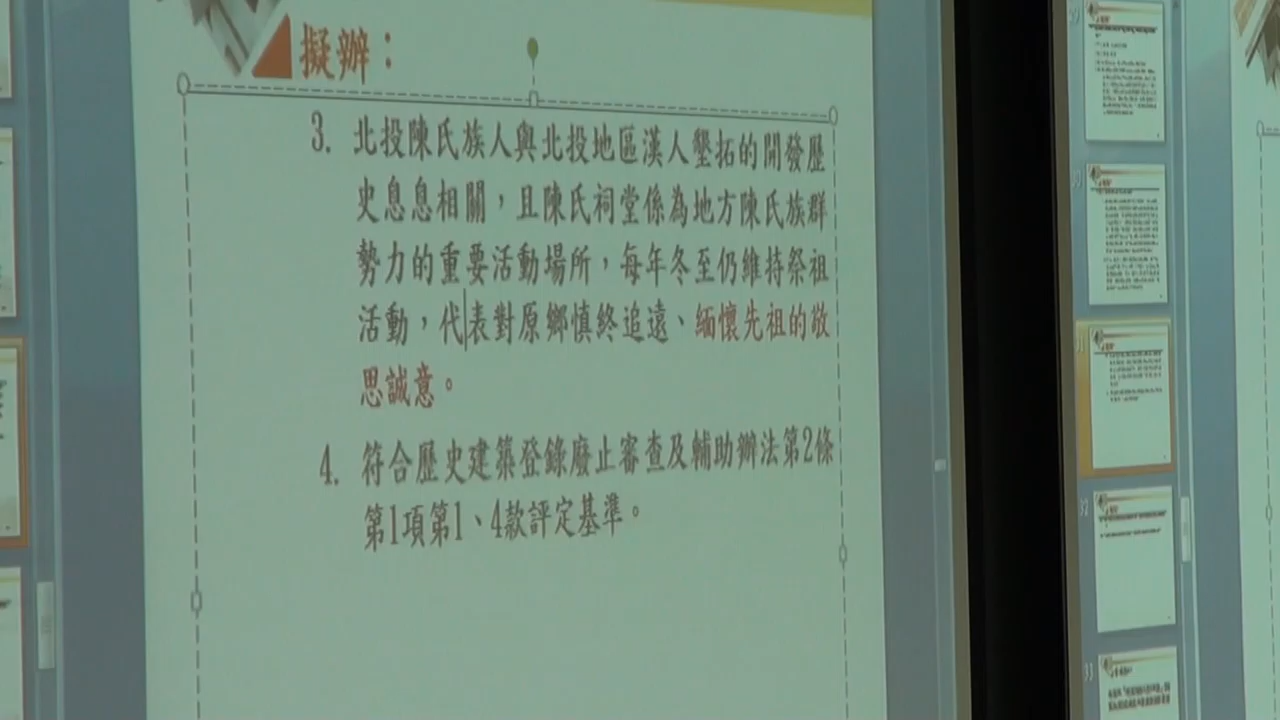 擬辦：
3. 北投陳氏族人與北投地區漢人墾拓的開發歷
史息息相關，且陳氏祠堂係為地方陳氏族群
勢力的重要活動場所，每年冬至仍維持祭祖
活動，代表對原鄉慎終追遠、緬懷先祖的敬
思誠意。
4. 符合歷史建築登錄廢止審查及輔助辦法第2條
第1項第1、4款評定基準。